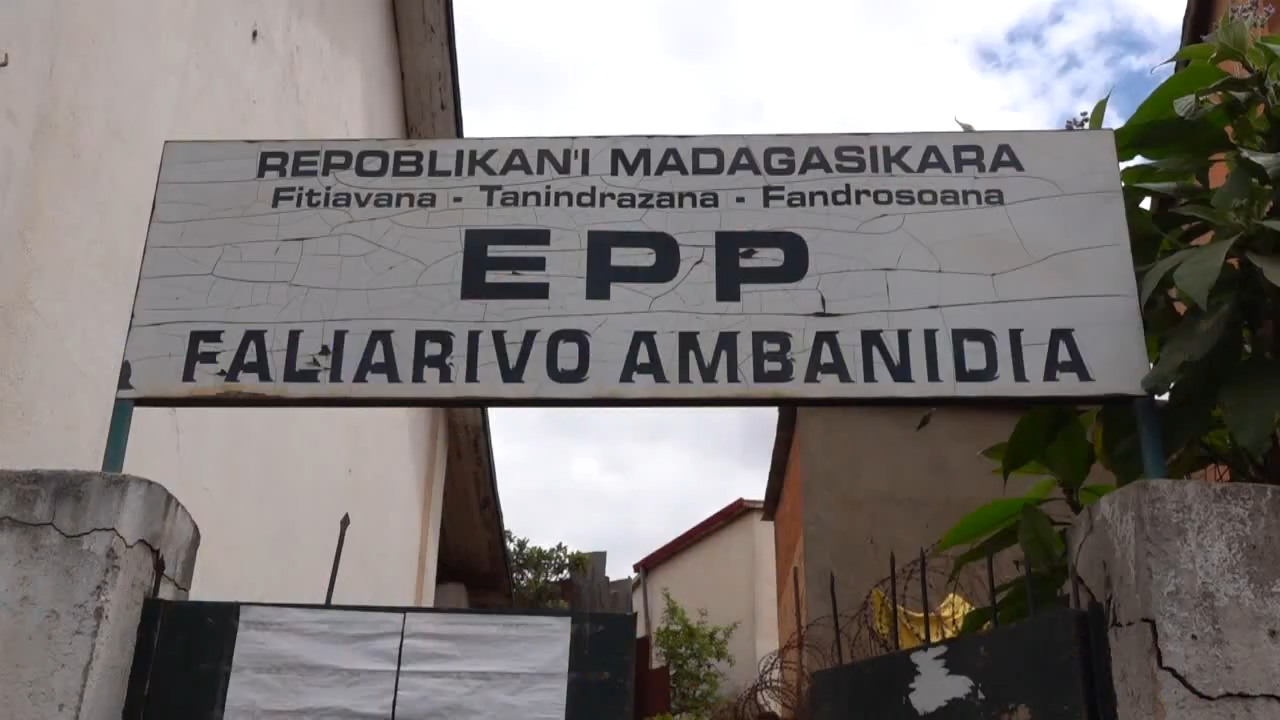 REPOBLIKAN'I MADAGASIKARA
Fitiavana - Tanindrazana - Fandrosoana
EPP
FALIARIVO AMBANIDIA